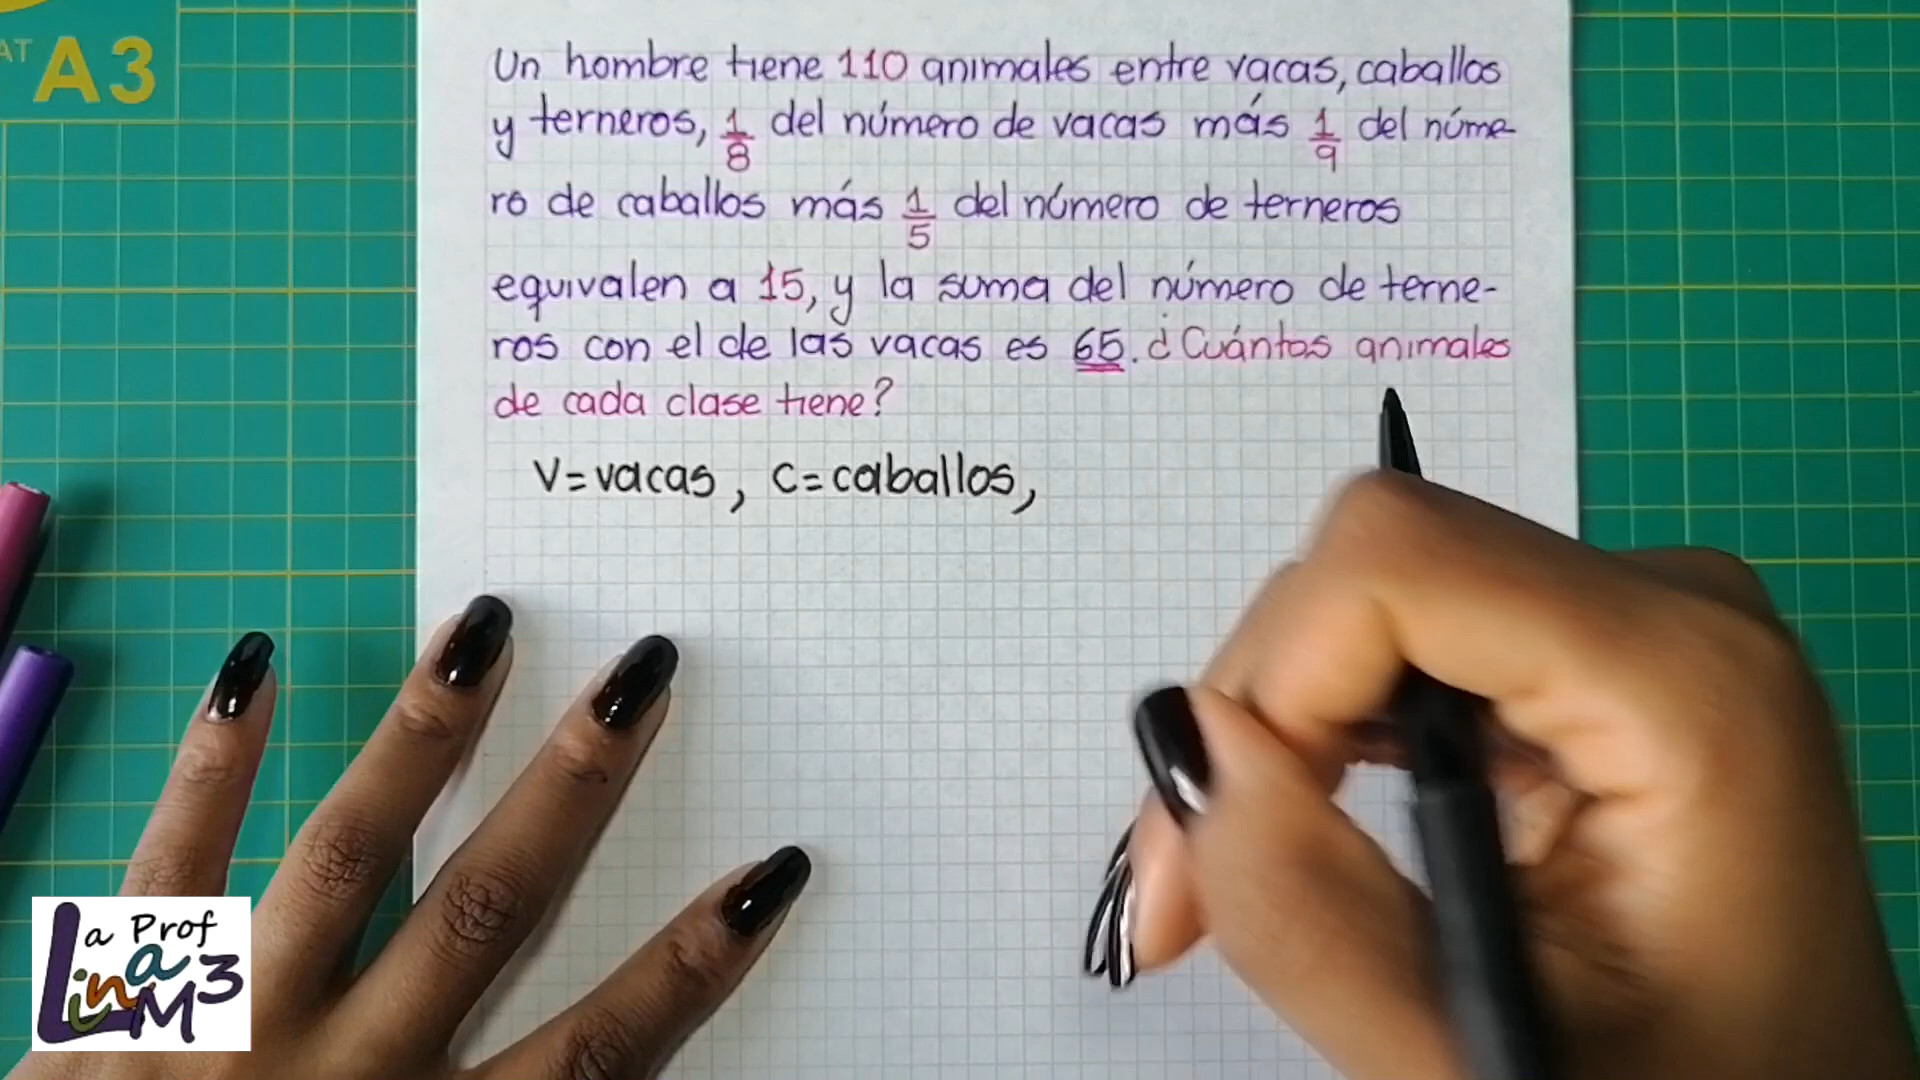 AT A3
Un hombre tiene 110 animales entre vacas, caballos
y terneros, 1/8 del número de vacas más 1/9 del núme-
ro de caballos más 1/5 del número de terneros
equivalen a 15, y la suma del número de terne-
ros con el de las vacas es 65. ¿Cuántos animales
de cada clase tiene?
V=vacas, C=caballos,
La Prof
Lina M3